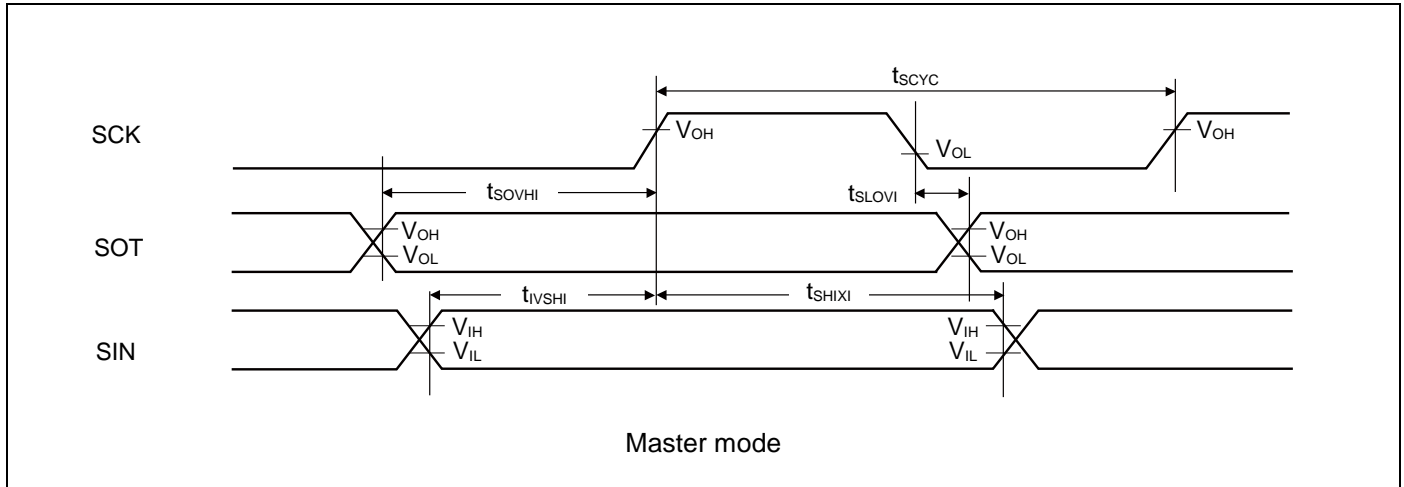 tSCYC
SCK
VOH
VOL
VOH
tSOVHI
tSLOVI
SOT
VOH
VOL
VOH
VOL
tIVSHI
tSHIXI
SIN
VIH
VIL
VIH
VIL
Master mode